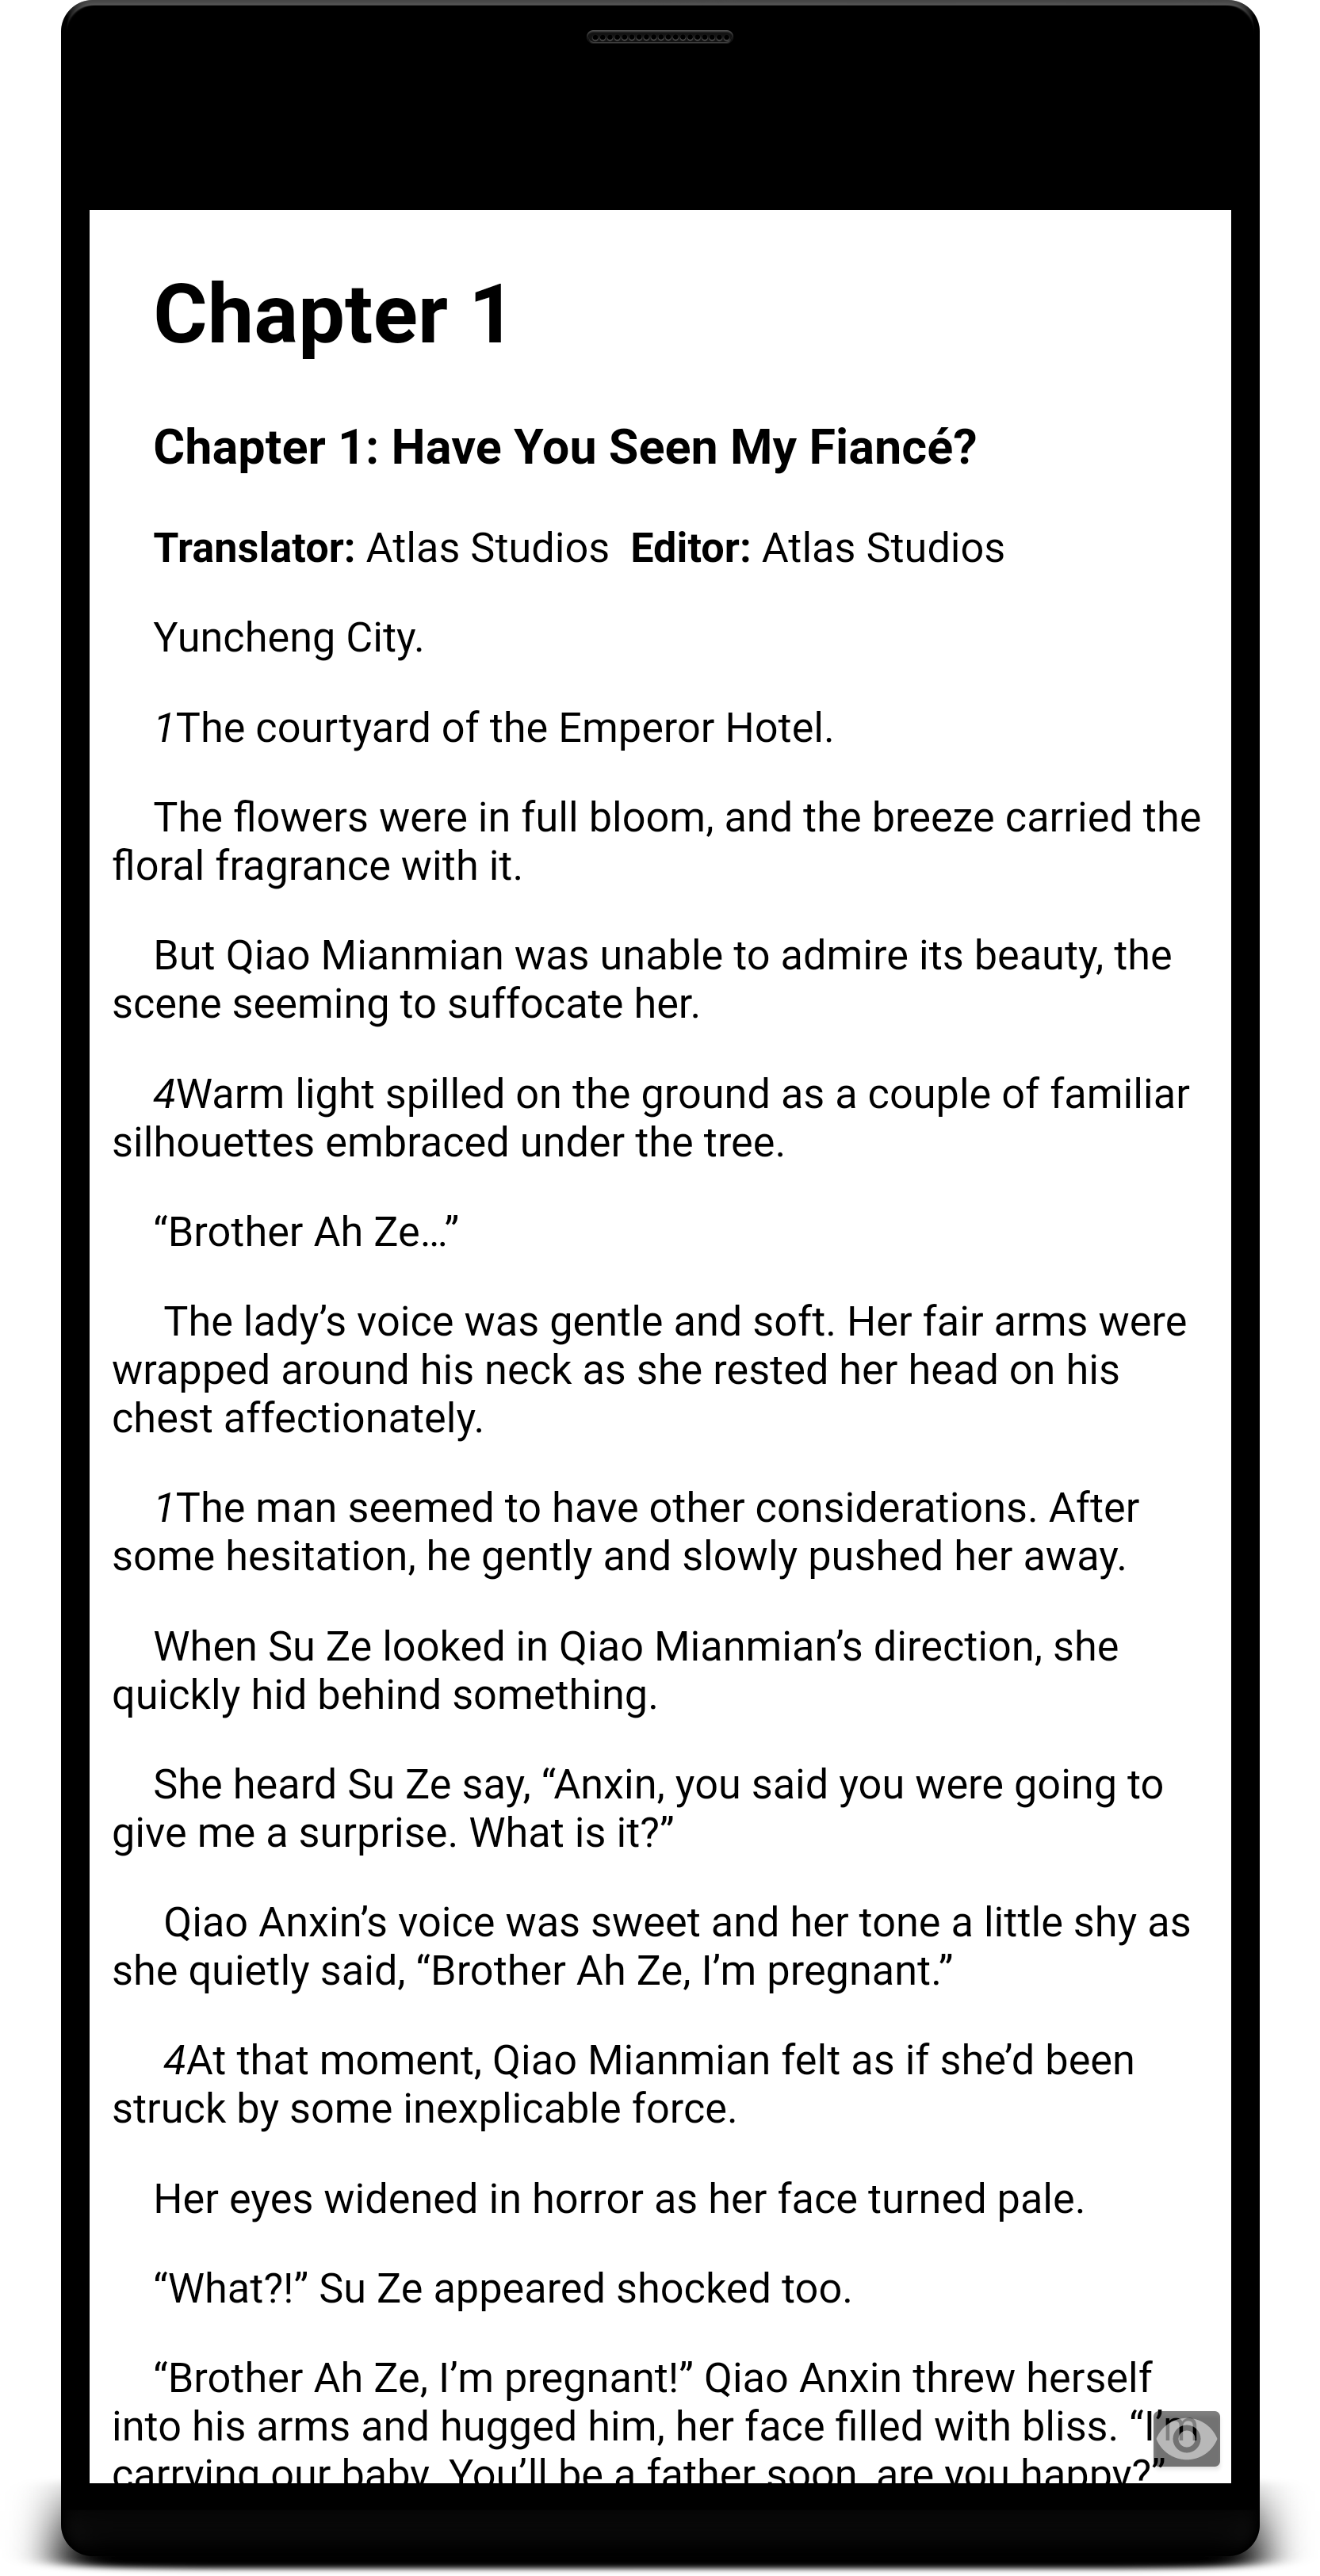 Chapter 1
Chapter 1: Have You Seen My Fiancé?
Translator: Atlas Studios  Editor: Atlas Studios
Yuncheng City.
1The courtyard of the Emperor Hotel.
The flowers were in full bloom, and the breeze carried the
floral fragrance with it.
But Qiao Mianmian was unable to admire its beauty, the
scene seeming to suffocate her.
4Warm light spilled on the ground as a couple of familiar
silhouettes embraced under the tree.
“Brother Ah Ze…”
The lady’s voice was gentle and soft. Her fair arms were
wrapped around his neck as she rested her head on his
chest affectionately.
1The man seemed to have other considerations. After
some hesitation, he gently and slowly pushed her away.
When Su Ze looked in Qiao Mianmian’s direction, she
quickly hid behind something.
She heard Su Ze say, “Anxin, you said you were going to
give me a surprise. What is it?”
Qiao Anxin’s voice was sweet and her tone a little shy as
she quietly said, “Brother Ah Ze, I’m pregnant.”
4At that moment, Qiao Mianmian felt as if she’d been
struck by some inexplicable force.
Her eyes widened in horror as her face turned pale.
“What?!” Su Ze appeared shocked too.
“Brother Ah Ze, I’m pregnant!” Qiao Anxin threw herself
into his arms and hugged him, her face filled with bliss. “I’m
carrying our baby. You’ll be a father soon, are you happy?”